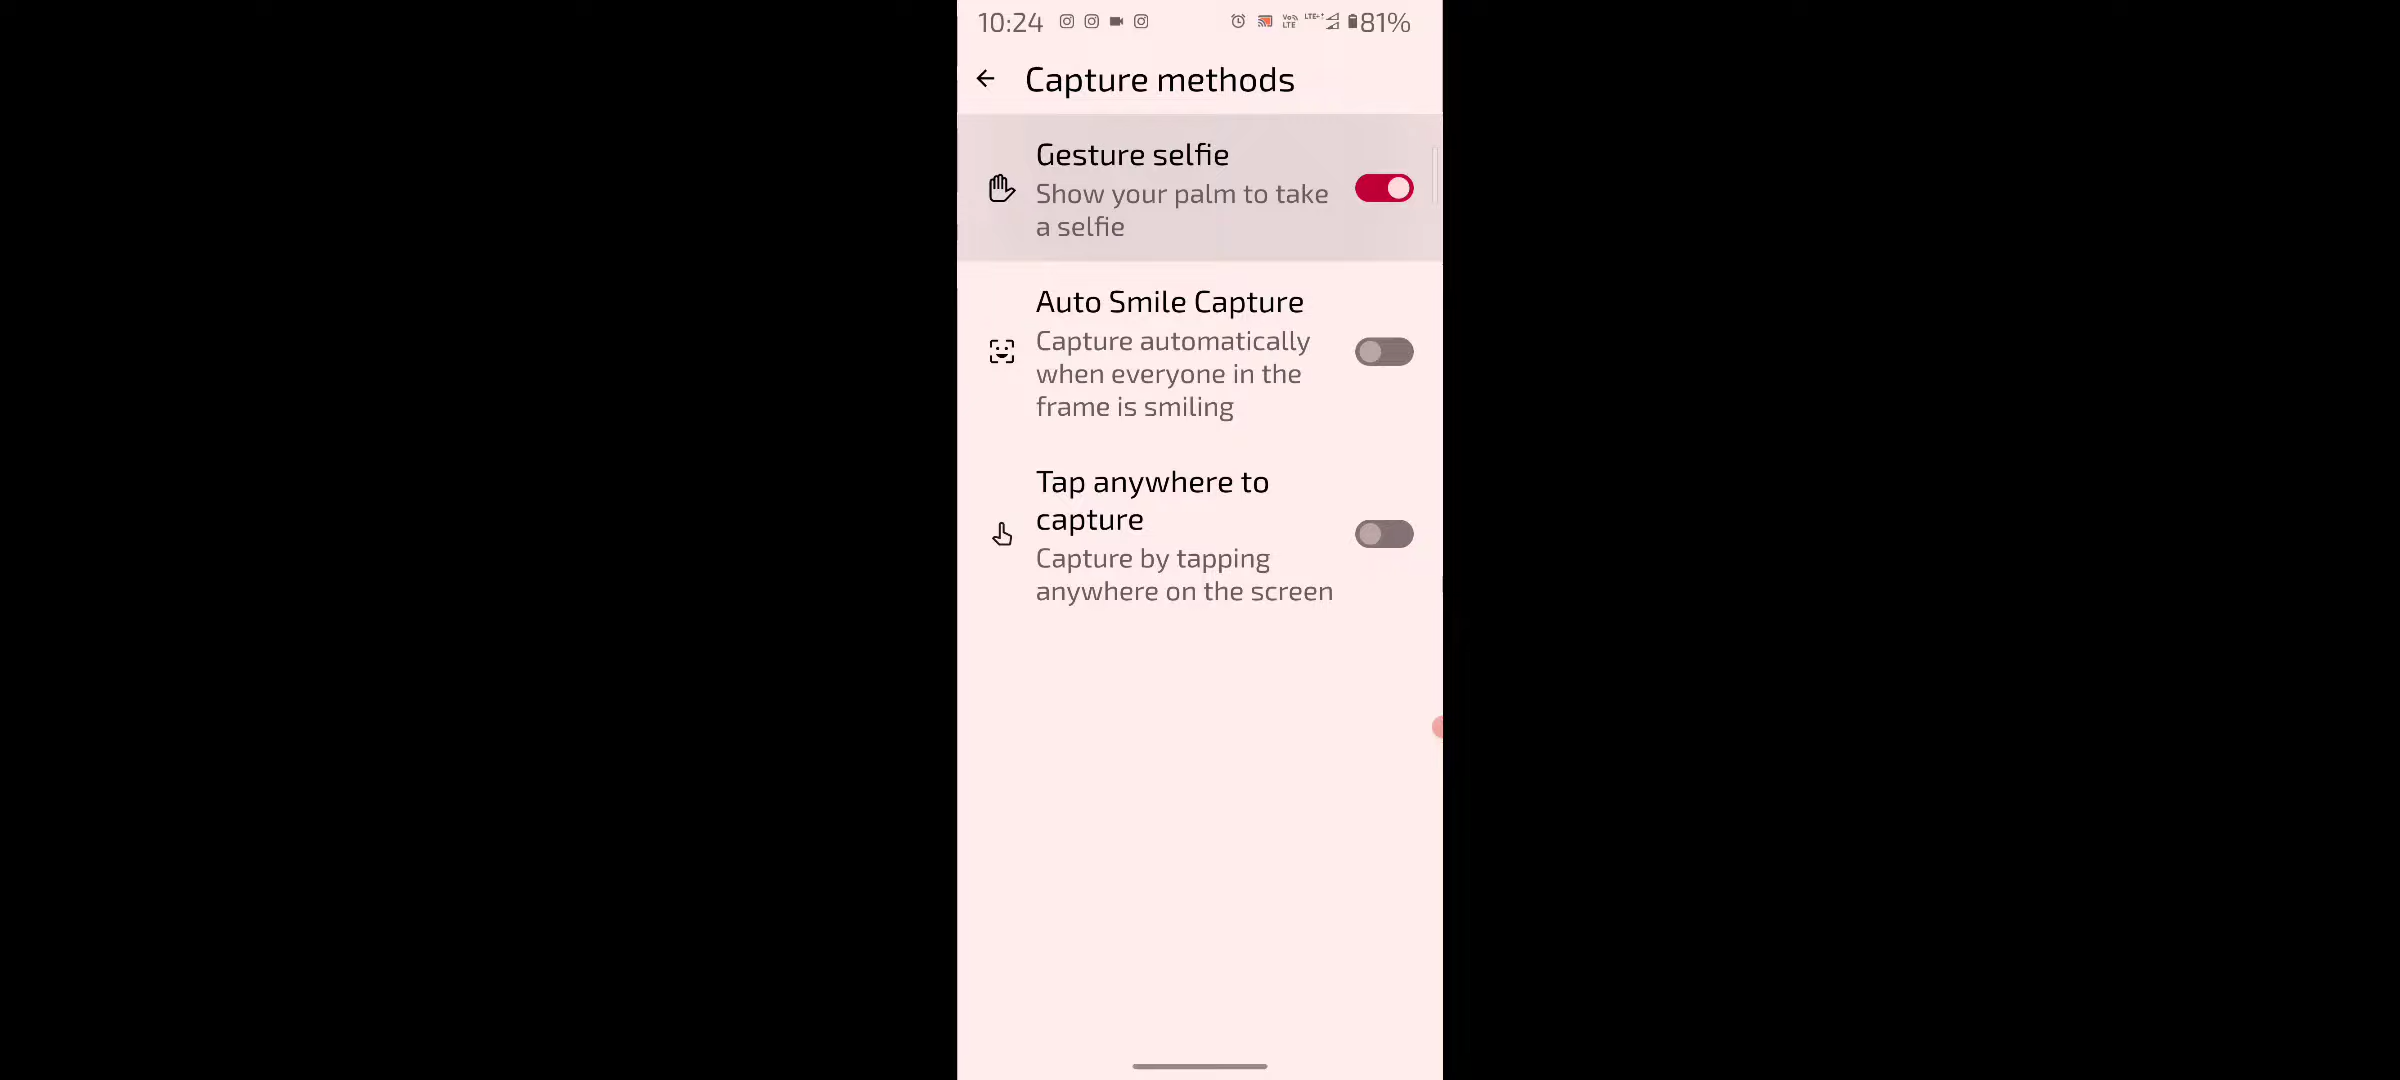 10:24 81%
Capture methods
Gesture selfie
Show your palm to take
a selfie
Auto Smile Capture
Capture automatically
when everyone in the
frame is smiling
Tap anywhere to
capture
Capture by tapping
anywhere on the screen